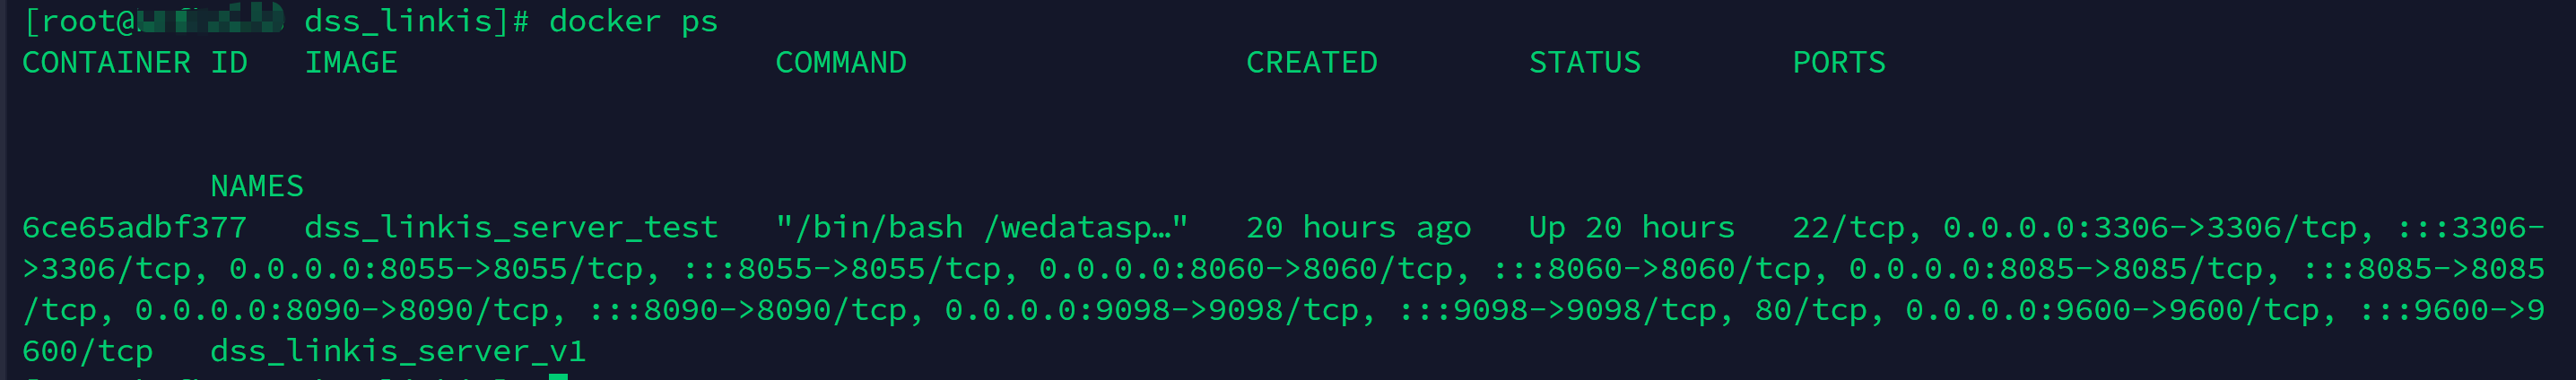 [root@ dss_linkis]# docker ps
CONTAINER ID   IMAGE                    COMMAND                  CREATED        STATUS        PORTS
          NAMES
6ce65adbf377   dss_linkis_server_test   "/bin/bash /wedatasp…"   20 hours ago   Up 20 hours   22/tcp, 0.0.0.0:3306->3306/tcp, :::3306-
>3306/tcp, 0.0.0.0:8055->8055/tcp, :::8055->8055/tcp, 0.0.0.0:8060->8060/tcp, :::8060->8060/tcp, 0.0.0.0:8085->8085/tcp, :::8085->8085
/tcp, 0.0.0.0:8090->8090/tcp, :::8090->8090/tcp, 0.0.0.0:9098->9098/tcp, :::9098->9098/tcp, 80/tcp, 0.0.0.0:9600->9600/tcp, :::9600->9
600/tcp   dss_linkis_server_v1